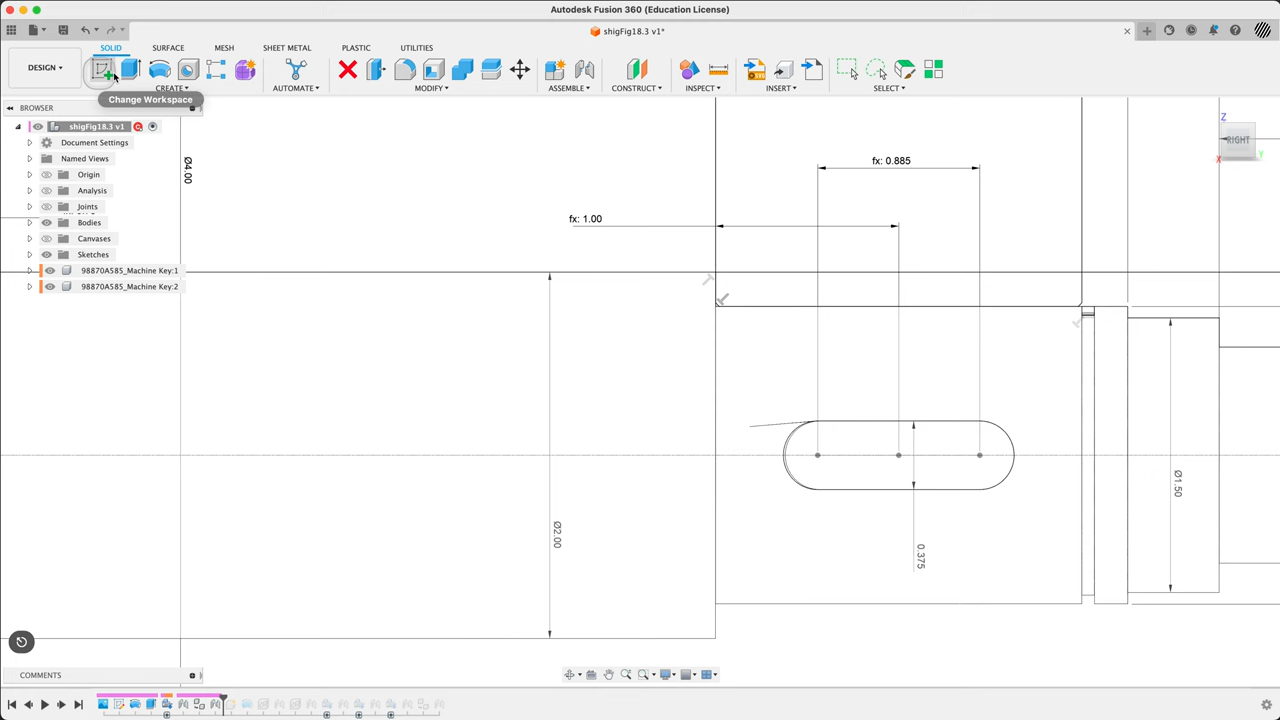 Autodesk Fusion 360 (Education License)
shigFig18.3 v1*
SOLID SURFACE MESH SHEET METAL PLASTIC UTILITIES
DESIGN ▾
CREATE ▾ AUTOMATE ▾ MODIFY ▾ ASSEMBLE ▾ CONSTRUCT ▾ INSPECT ▾ INSERT ▾ SELECT ▾
Change Workspace
BROWSER
shigFig18.3 v1
Document Settings
Named Views
Origin
Analysis
Joints
Bodies
Canvases
Sketches
98870A585_Machine Key:1
98870A585_Machine Key:2
Ø4.00
fx: 0.885
fx: 1.00
Ø2.00
0.375
Ø1.50
Z
RIGHT
X
Y
COMMENTS